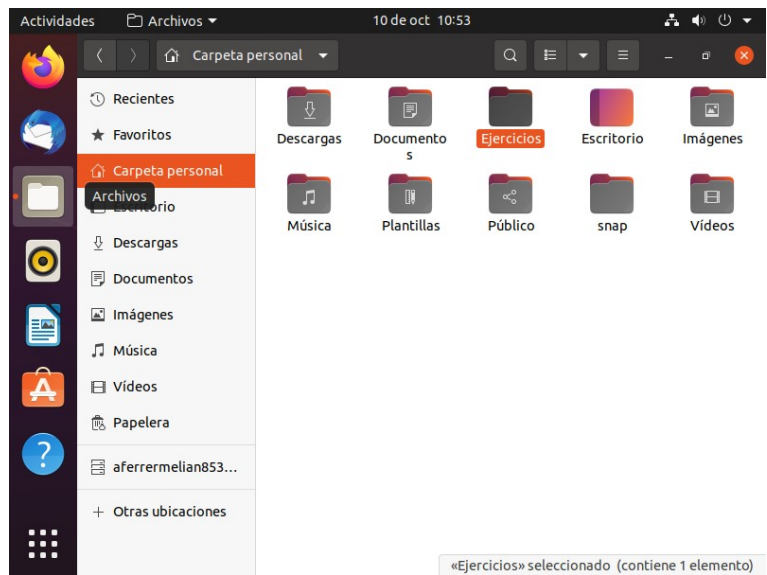 Actividades
Archivos
10 de oct 10:53
Carpeta personal
Recientes
Favoritos
Carpeta personal
Archivos
Escritorio
Descargas
Documentos
Imágenes
Música
Vídeos
Papelera
aferrermelian853...
Otras ubicaciones
Descargas
Documento
s
Ejercicios
Escritorio
Imágenes
Música
Plantillas
Público
snap
Vídeos
«Ejercicios» seleccionado (contiene 1 elemento)